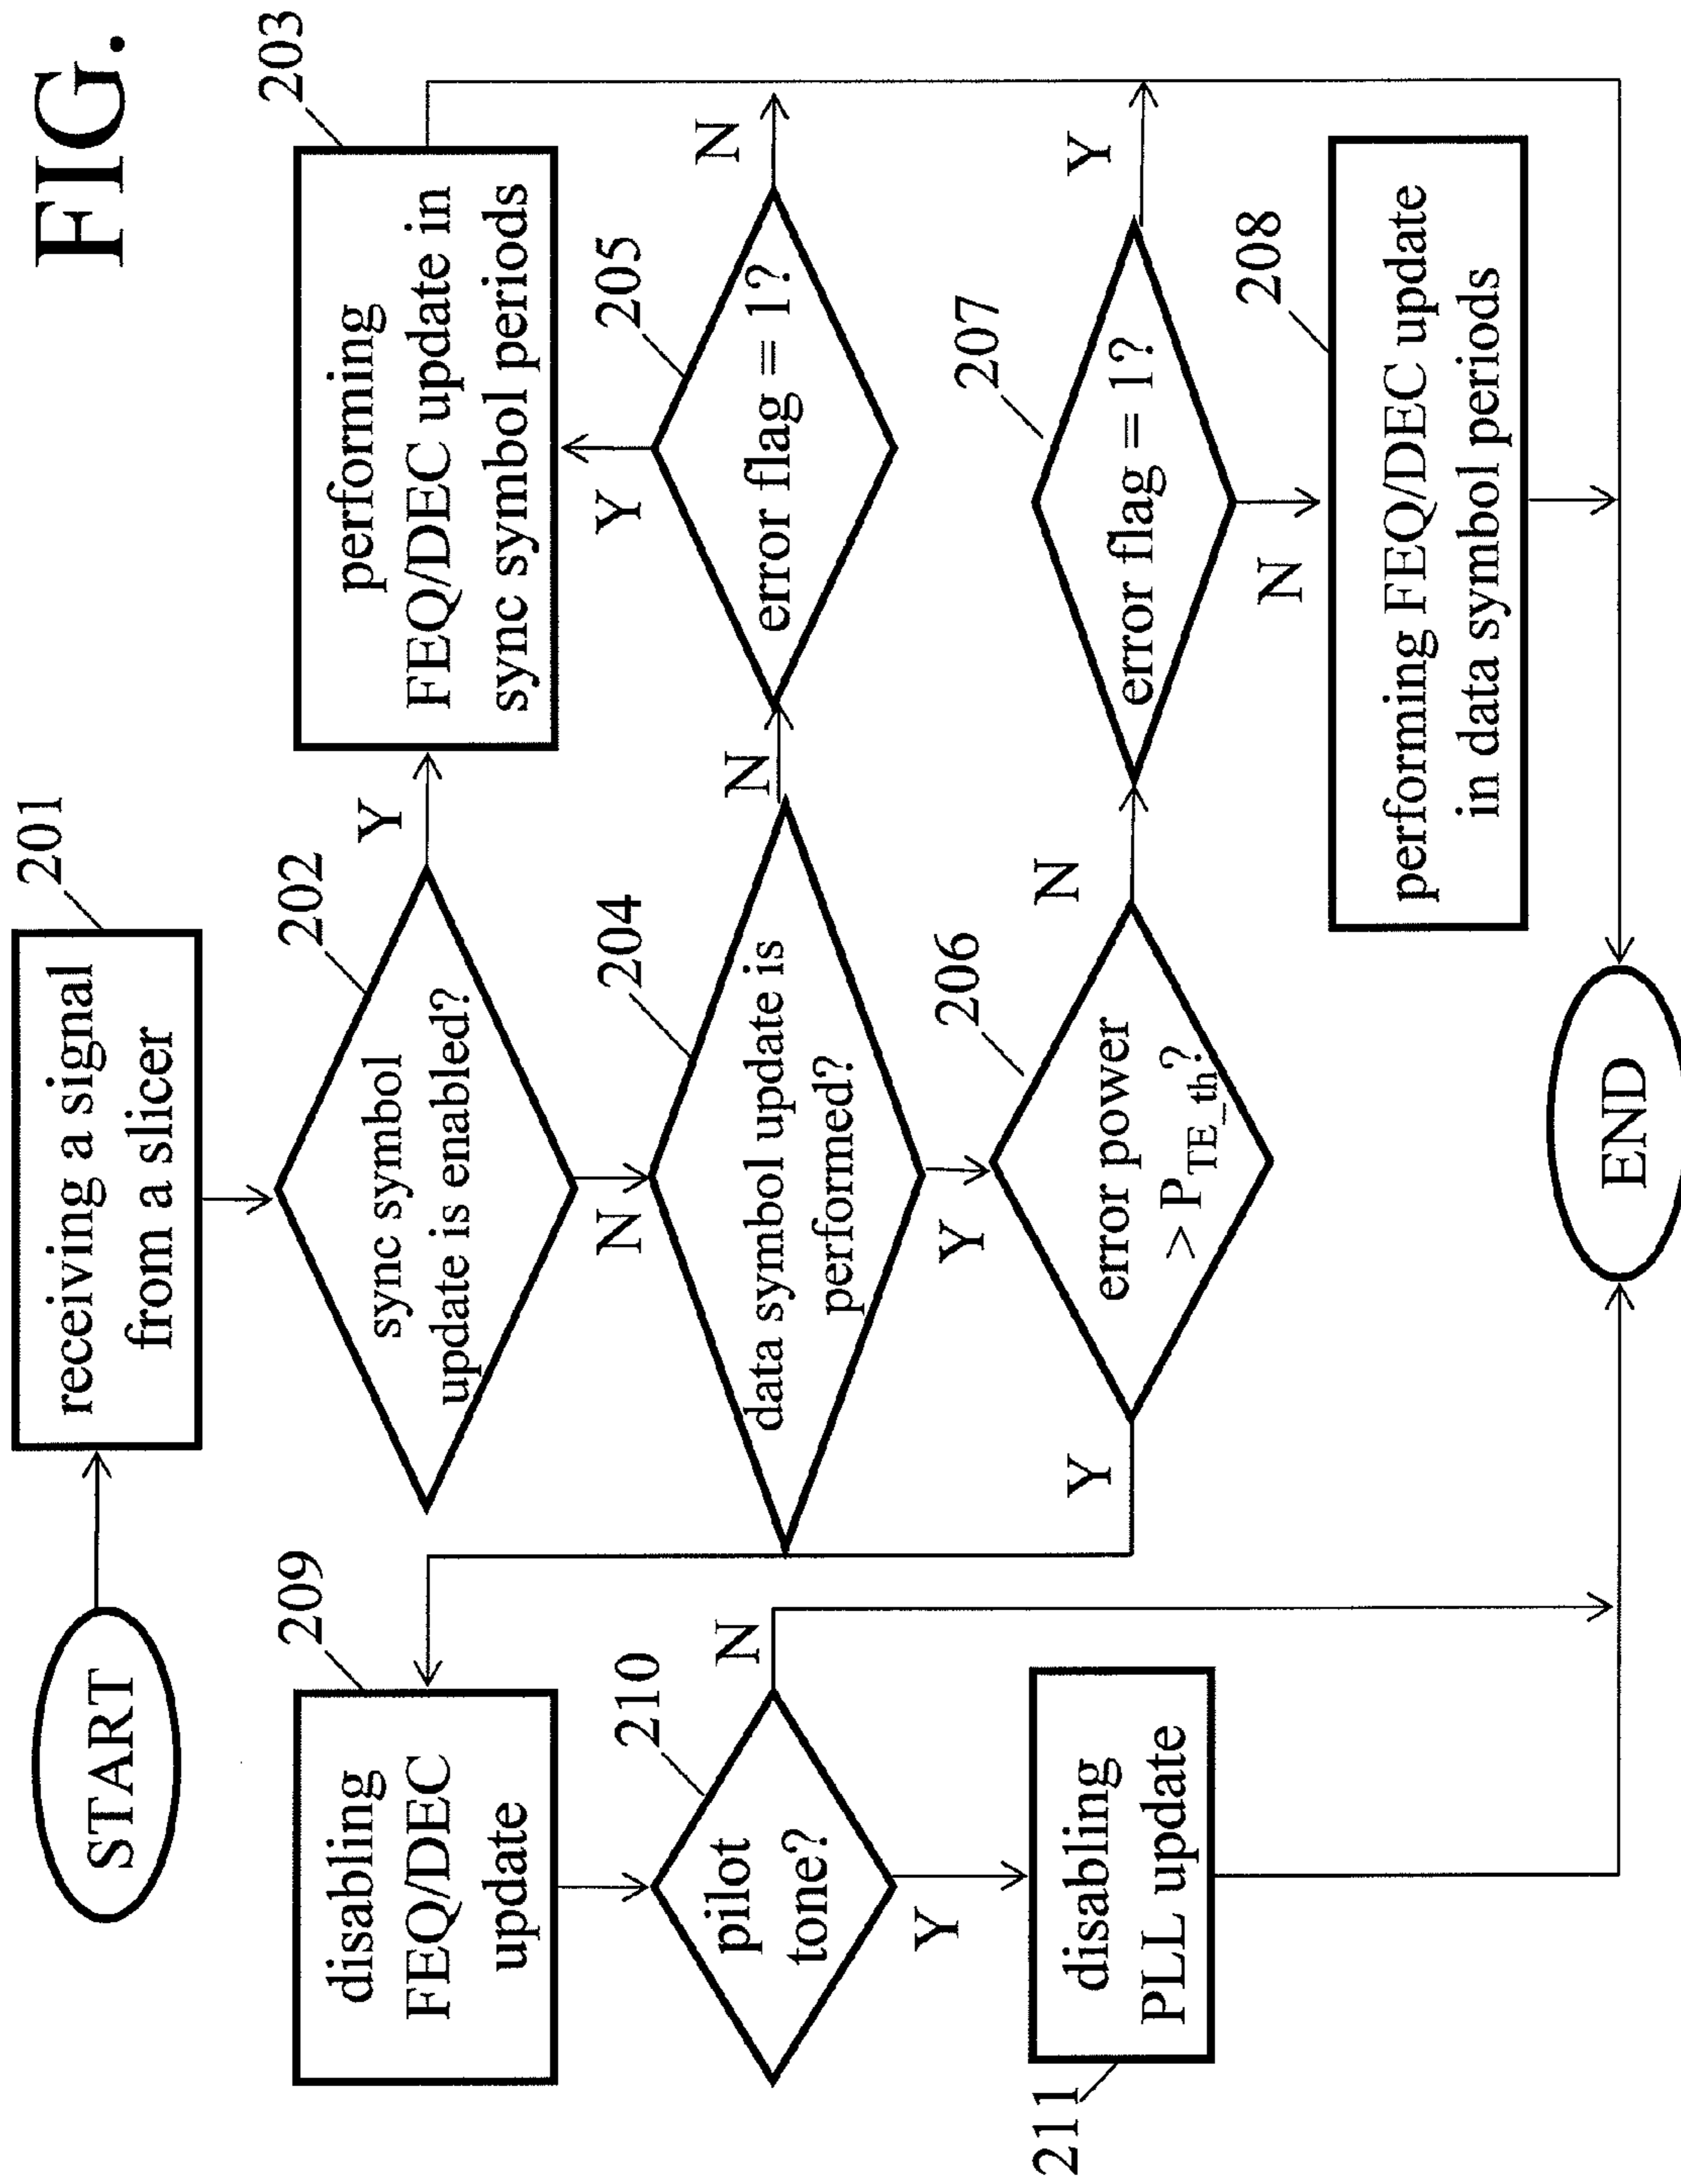 FIG.
START
receiving a signal
from a slicer
201
sync symbol
update is enabled?
202
Y
N
performing
FEQ/DEC update in
sync symbol periods
203
data symbol update is
performed?
204
N
Y
error flag = 1?
205
Y
N
error power
> P_TE_th?
206
Y
N
error flag = 1?
207
Y
N
performing FEQ/DEC update
in data symbol periods
208
disabling
FEQ/DEC
update
209
pilot
tone?
210
N
Y
disabling
PLL update
211
END